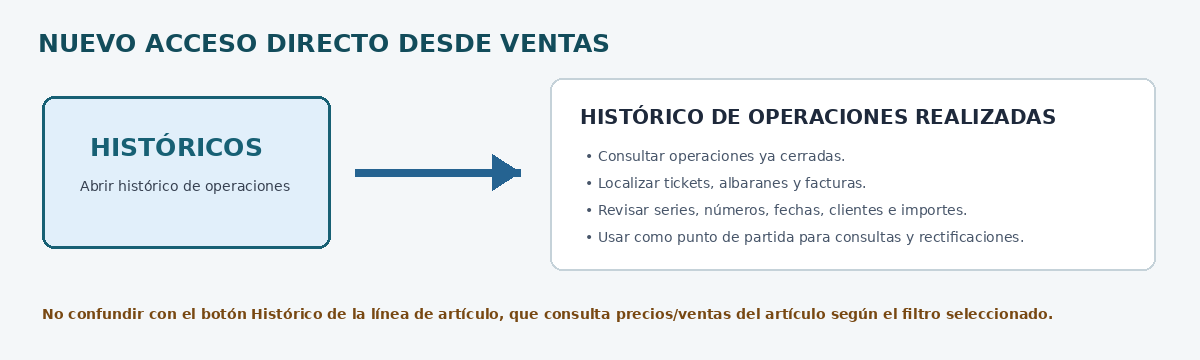 NUEVO ACCESO DIRECTO DESDE VENTAS
HISTÓRICOS
Abrir histórico de operaciones
HISTÓRICO DE OPERACIONES REALIZADAS
• Consultar operaciones ya cerradas.
• Localizar tickets, albaranes y facturas.
• Revisar series, números, fechas, clientes e importes.
• Usar como punto de partida para consultas y rectificaciones.
No confundir con el botón Histórico de la línea de artículo, que consulta precios/ventas del artículo según el filtro seleccionado.